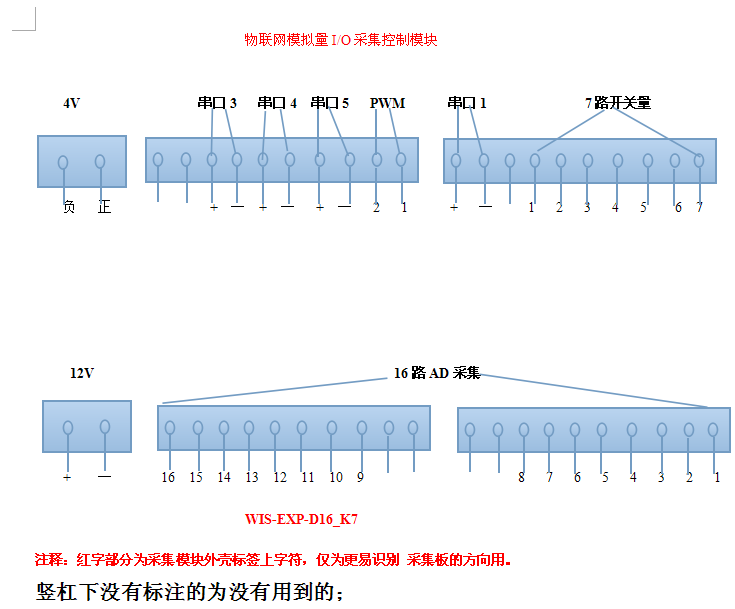 物联网模拟量 I/O 采集控制模块
4V 串口 3 串口 4 串口 5 PWM 串口 1 7 路开关量
负 正 + — + — + — 2 1 + — 1 2 3 4 5 6 7
12V 16 路 AD 采集
+ — 16 15 14 13 12 11 10 9 8 7 6 5 4 3 2 1
WIS-EXP-D16_K7
注释：红字部分为采集模块外壳标签上字符，仅为更易识别 采集板的方向用。
竖杠下没有标注的为没有用到的；